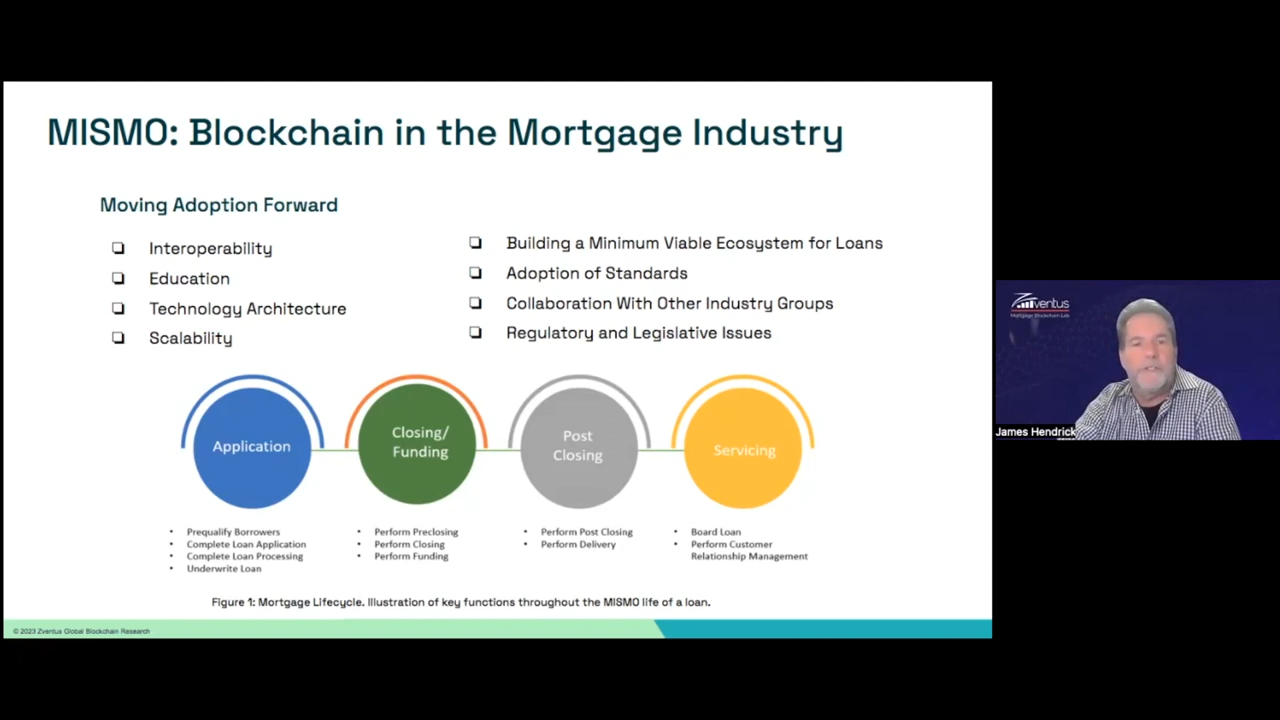 MISMO: Blockchain in the Mortgage Industry
Moving Adoption Forward
Interoperability
Education
Technology Architecture
Scalability
Building a Minimum Viable Ecosystem for Loans
Adoption of Standards
Collaboration With Other Industry Groups
Regulatory and Legislative Issues
Application
Closing/
Funding
Post
Closing
Servicing
• Prequalify Borrowers
• Complete Loan Application
• Complete Loan Processing
• Underwrite Loan
• Perform Preclosing
• Perform Closing
• Perform Funding
• Perform Post Closing
• Perform Delivery
• Board Loan
• Perform Customer
Relationship Management
Figure 1: Mortgage Lifecycle. Illustration of key functions throughout the MISMO life of a loan.
© 2023 Zventus Global Blockchain Research
Zventus
Mortgage Blockchain Lab
James Hendrick